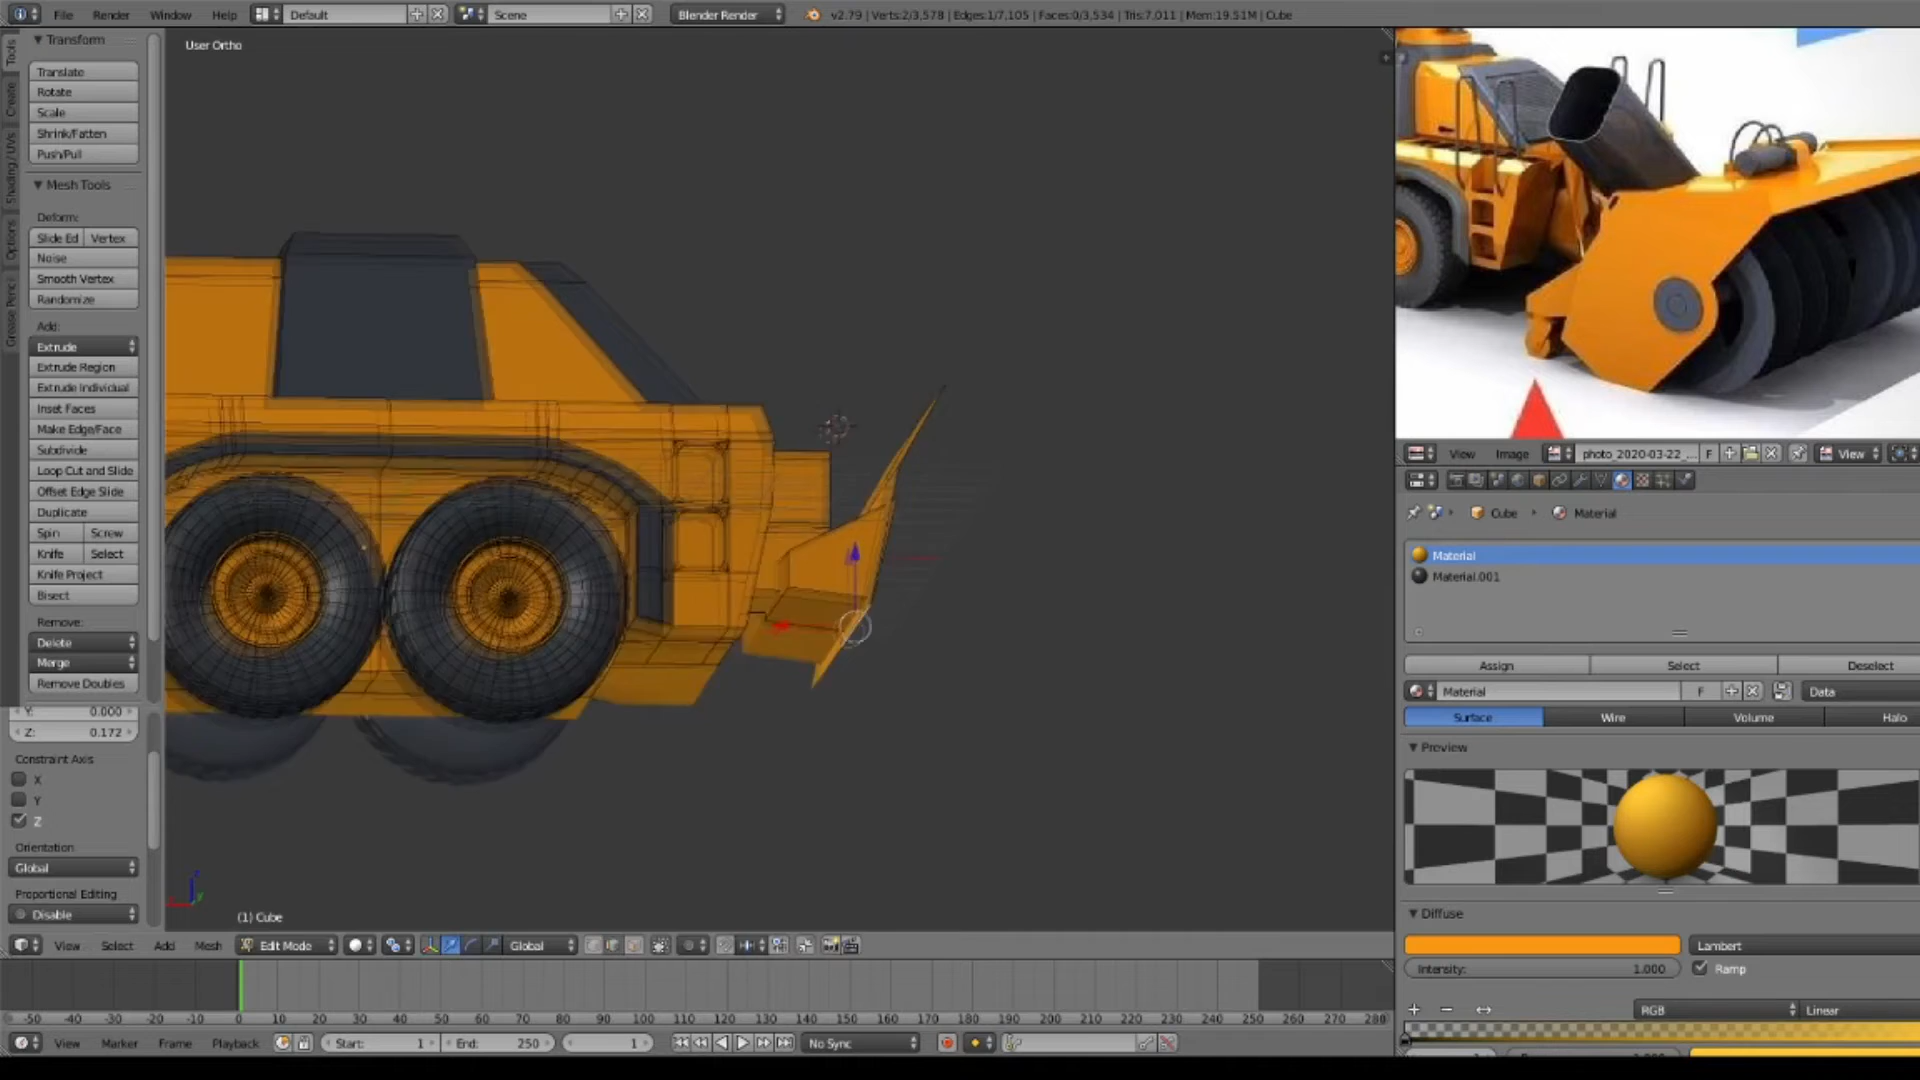 File Render Window Help Default Scene Blender Render v2.79 | Verts:2/3,578 | Edges:1/7,105 | Faces:0/3,534 | Tris:7,011 | Mem:19.51M | Cube
Tools
Create
Shading / UVs
Options
Grease Pencil
Transform
Translate
Rotate
Scale
Shrink/Fatten
Push/Pull
Mesh Tools
Deform:
Slide Ed Vertex
Noise
Smooth Vertex
Randomize
Add:
Extrude
Extrude Region
Extrude Individual
Inset Faces
Make Edge/Face
Subdivide
Loop Cut and Slide
Offset Edge Slide
Duplicate
Spin Screw
Knife Select
Knife Project
Bisect
Remove:
Delete
Merge
Remove Doubles
Y: 0.000
Z: 0.172
Constraint Axis
X
Y
Z
Orientation
Global
Proportional Editing
Disable
User Ortho
z
y
(1) Cube
View Select Add Mesh Edit Mode Global
-50 -40 -30 -20 -10 0 10 20 30 40 50 60 70 80 90 100 110 120 130 140 150 160 170 180 190 200 210 220 230 240 250 260 270 280
View Marker Frame Playback Start: 1 End: 250 1 No Sync
View Image photo_2020-03-22_... F View
Cube Material
Material
Material.001
Assign Select Deselect
Material F Data
Surface Wire Volume Halo
Preview
Diffuse
Lambert
Intensity: 1.000 Ramp
RGB Linear